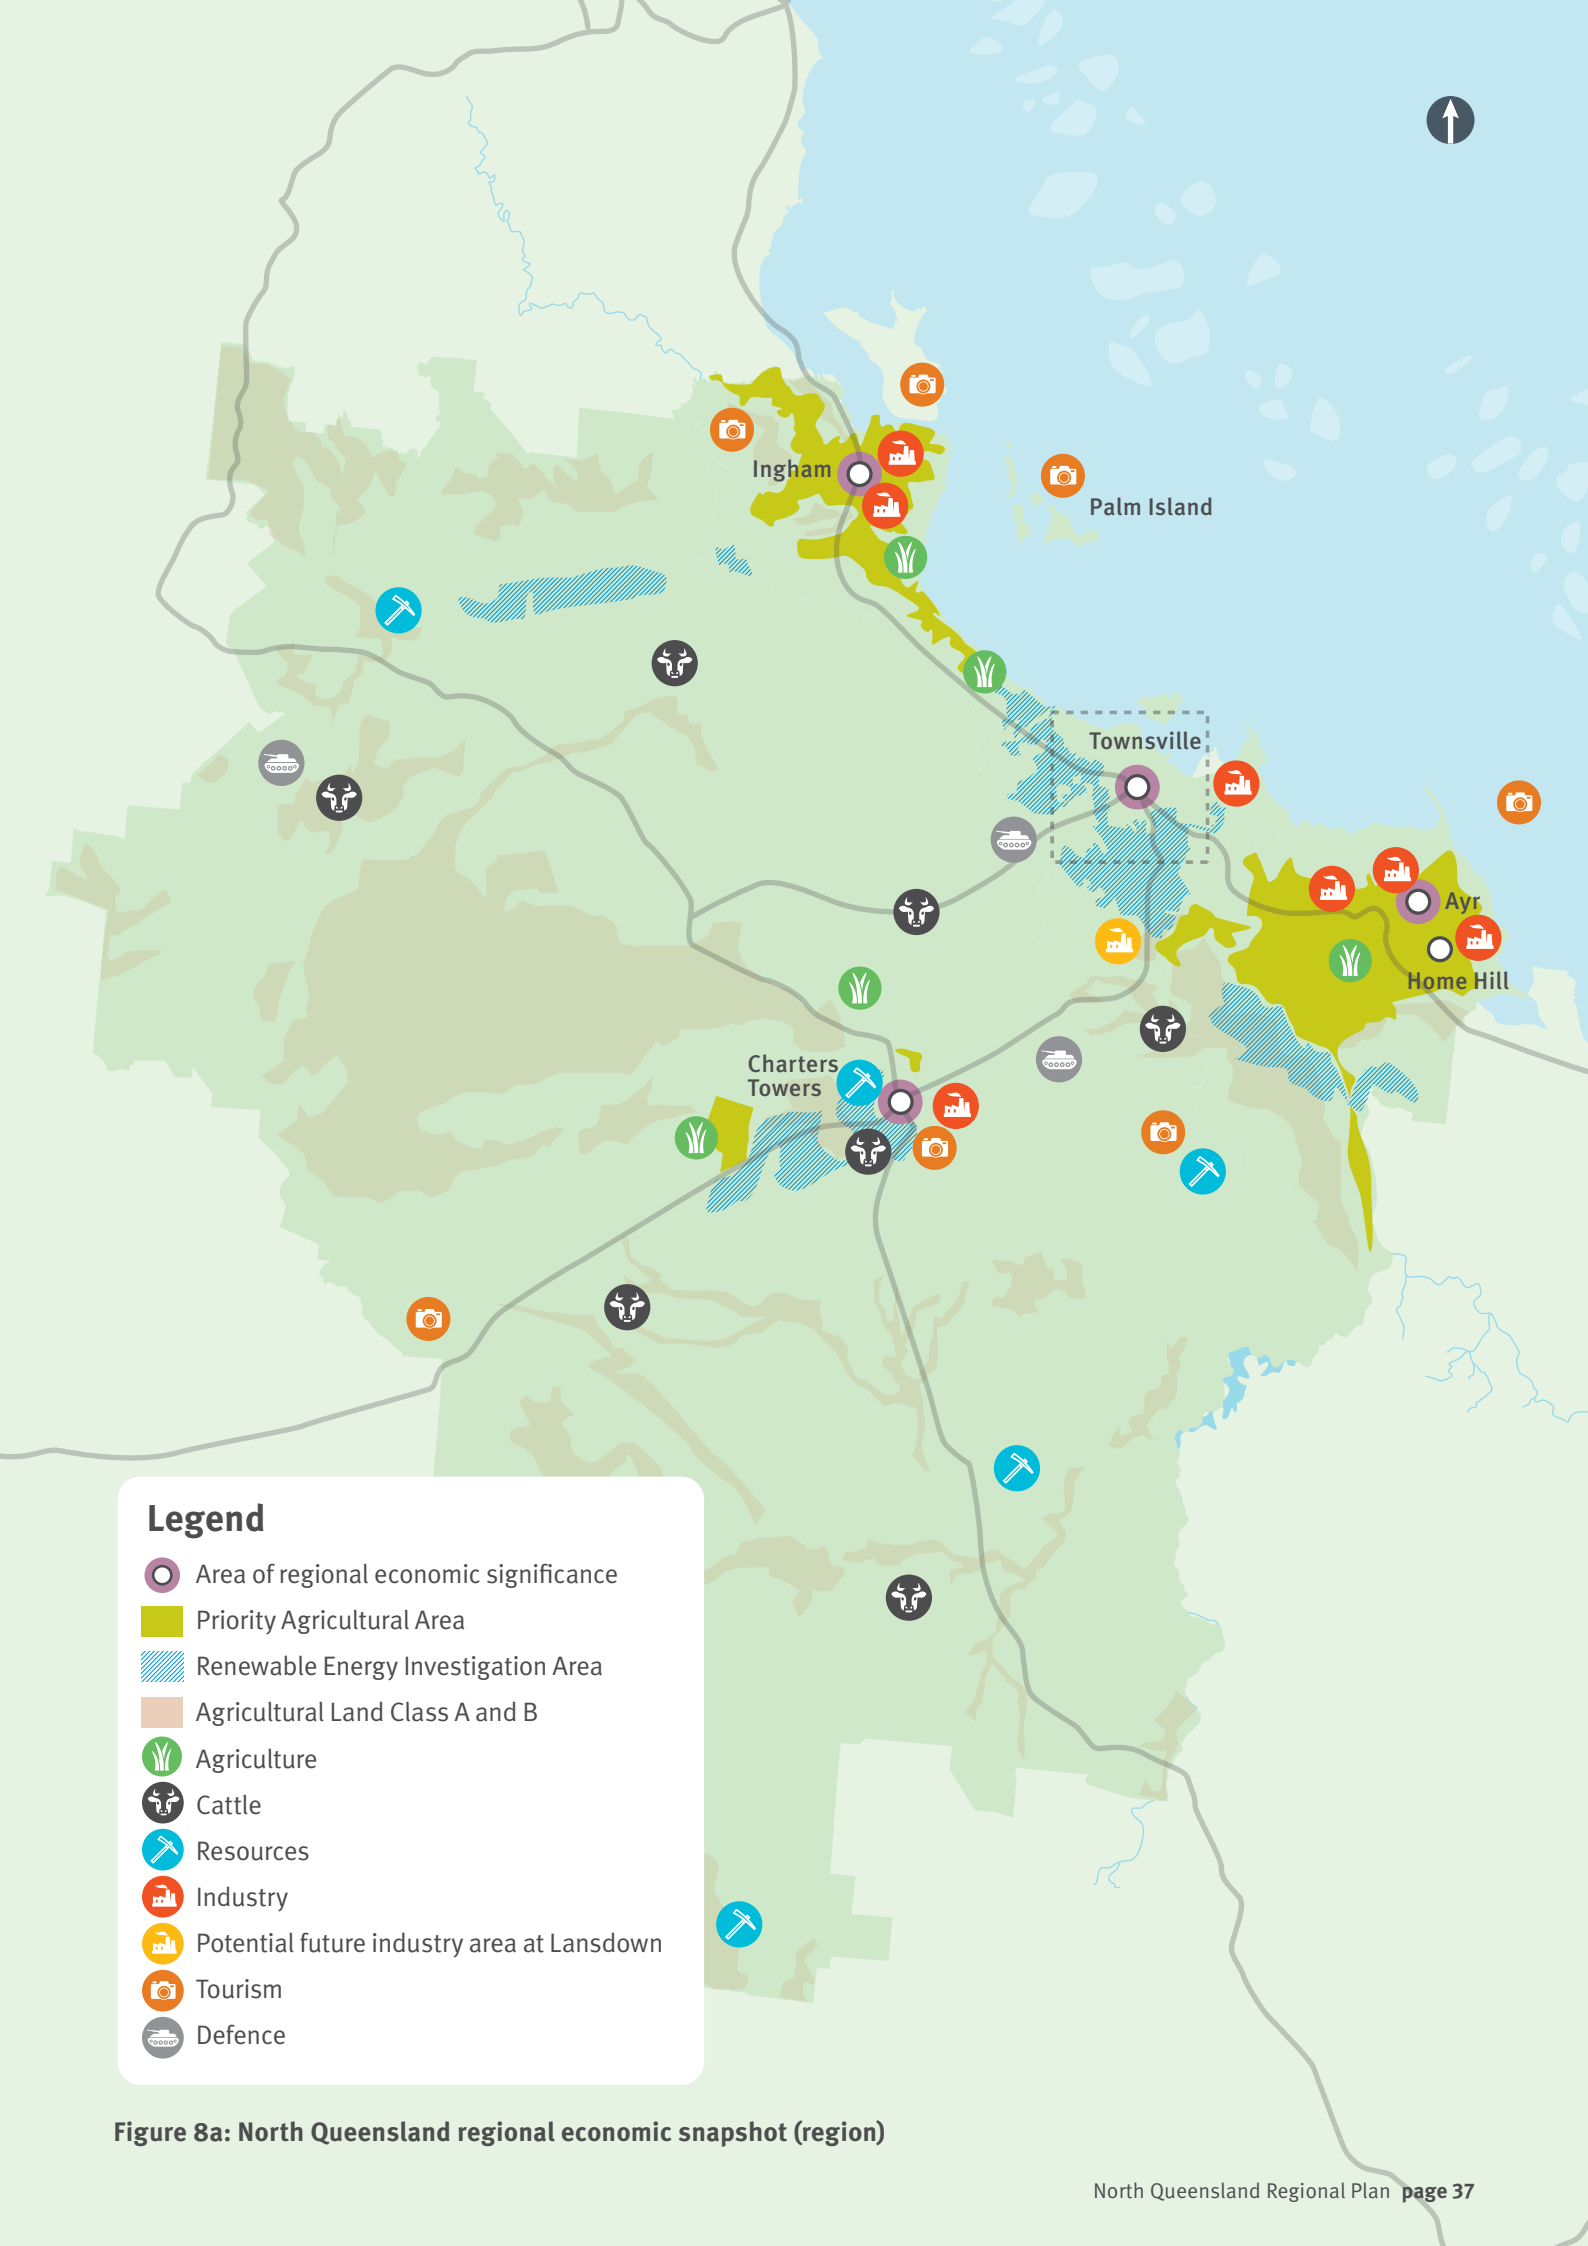 Ingham
Palm Island
Townsville
Ayr
Home Hill
Charters
Towers
Legend
Area of regional economic significance
Priority Agricultural Area
Renewable Energy Investigation Area
Agricultural Land Class A and B
Agriculture
Cattle
Resources
Industry
Potential future industry area at Lansdown
Tourism
Defence
Figure 8a: North Queensland regional economic snapshot (region)
North Queensland Regional Plan page 37